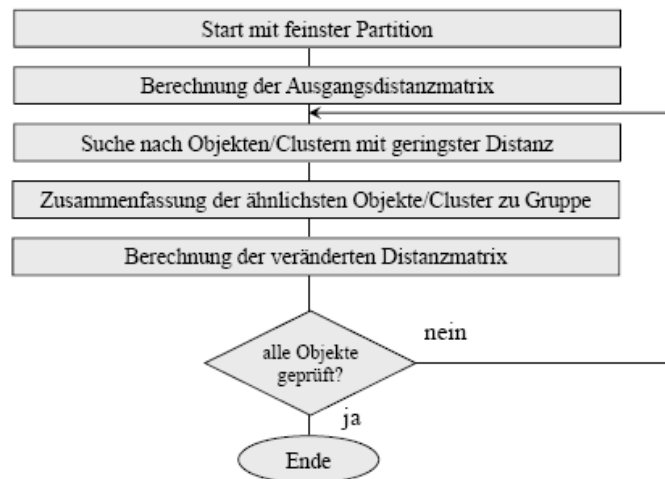 Start mit feinster Partition
Berechnung der Ausgangsdistanzmatrix
Suche nach Objekten/Clustern mit geringster Distanz
Zusammenfassung der ähnlichsten Objekte/Cluster zu Gruppe
Berechnung der veränderten Distanzmatrix
nein
alle Objekte
geprüft?
ja
Ende